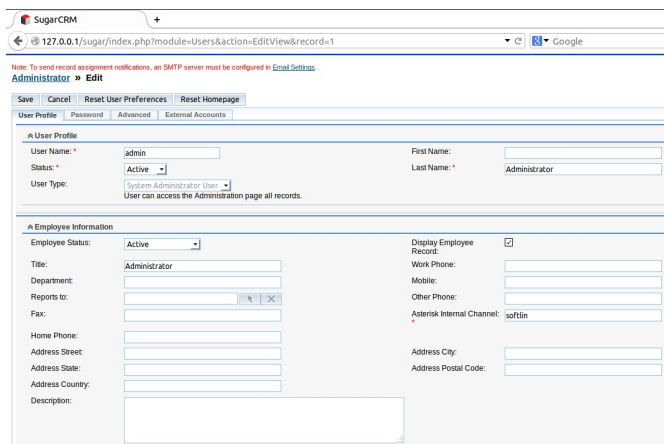 SugarCRM
127.0.0.1/sugar/index.php?module=Users&action=EditView&record=1
Google
Note: To send record assignment notifications, an SMTP server must be configured in Email Settings.
Administrator » Edit
Save Cancel Reset User Preferences Reset Homepage
User Profile Password Advanced External Accounts
User Profile
User Name: * admin First Name:
Status: * Active Last Name: * Administrator
User Type: System Administrator User
User can access the Administration page all records.
Employee Information
Employee Status: Active Display Employee Record:
Title: Administrator Work Phone:
Department: Mobile:
Reports to: Other Phone:
Fax: Asterisk Internal Channel: * softlin
Home Phone:
Address Street: Address City:
Address State: Address Postal Code:
Address Country:
Description: